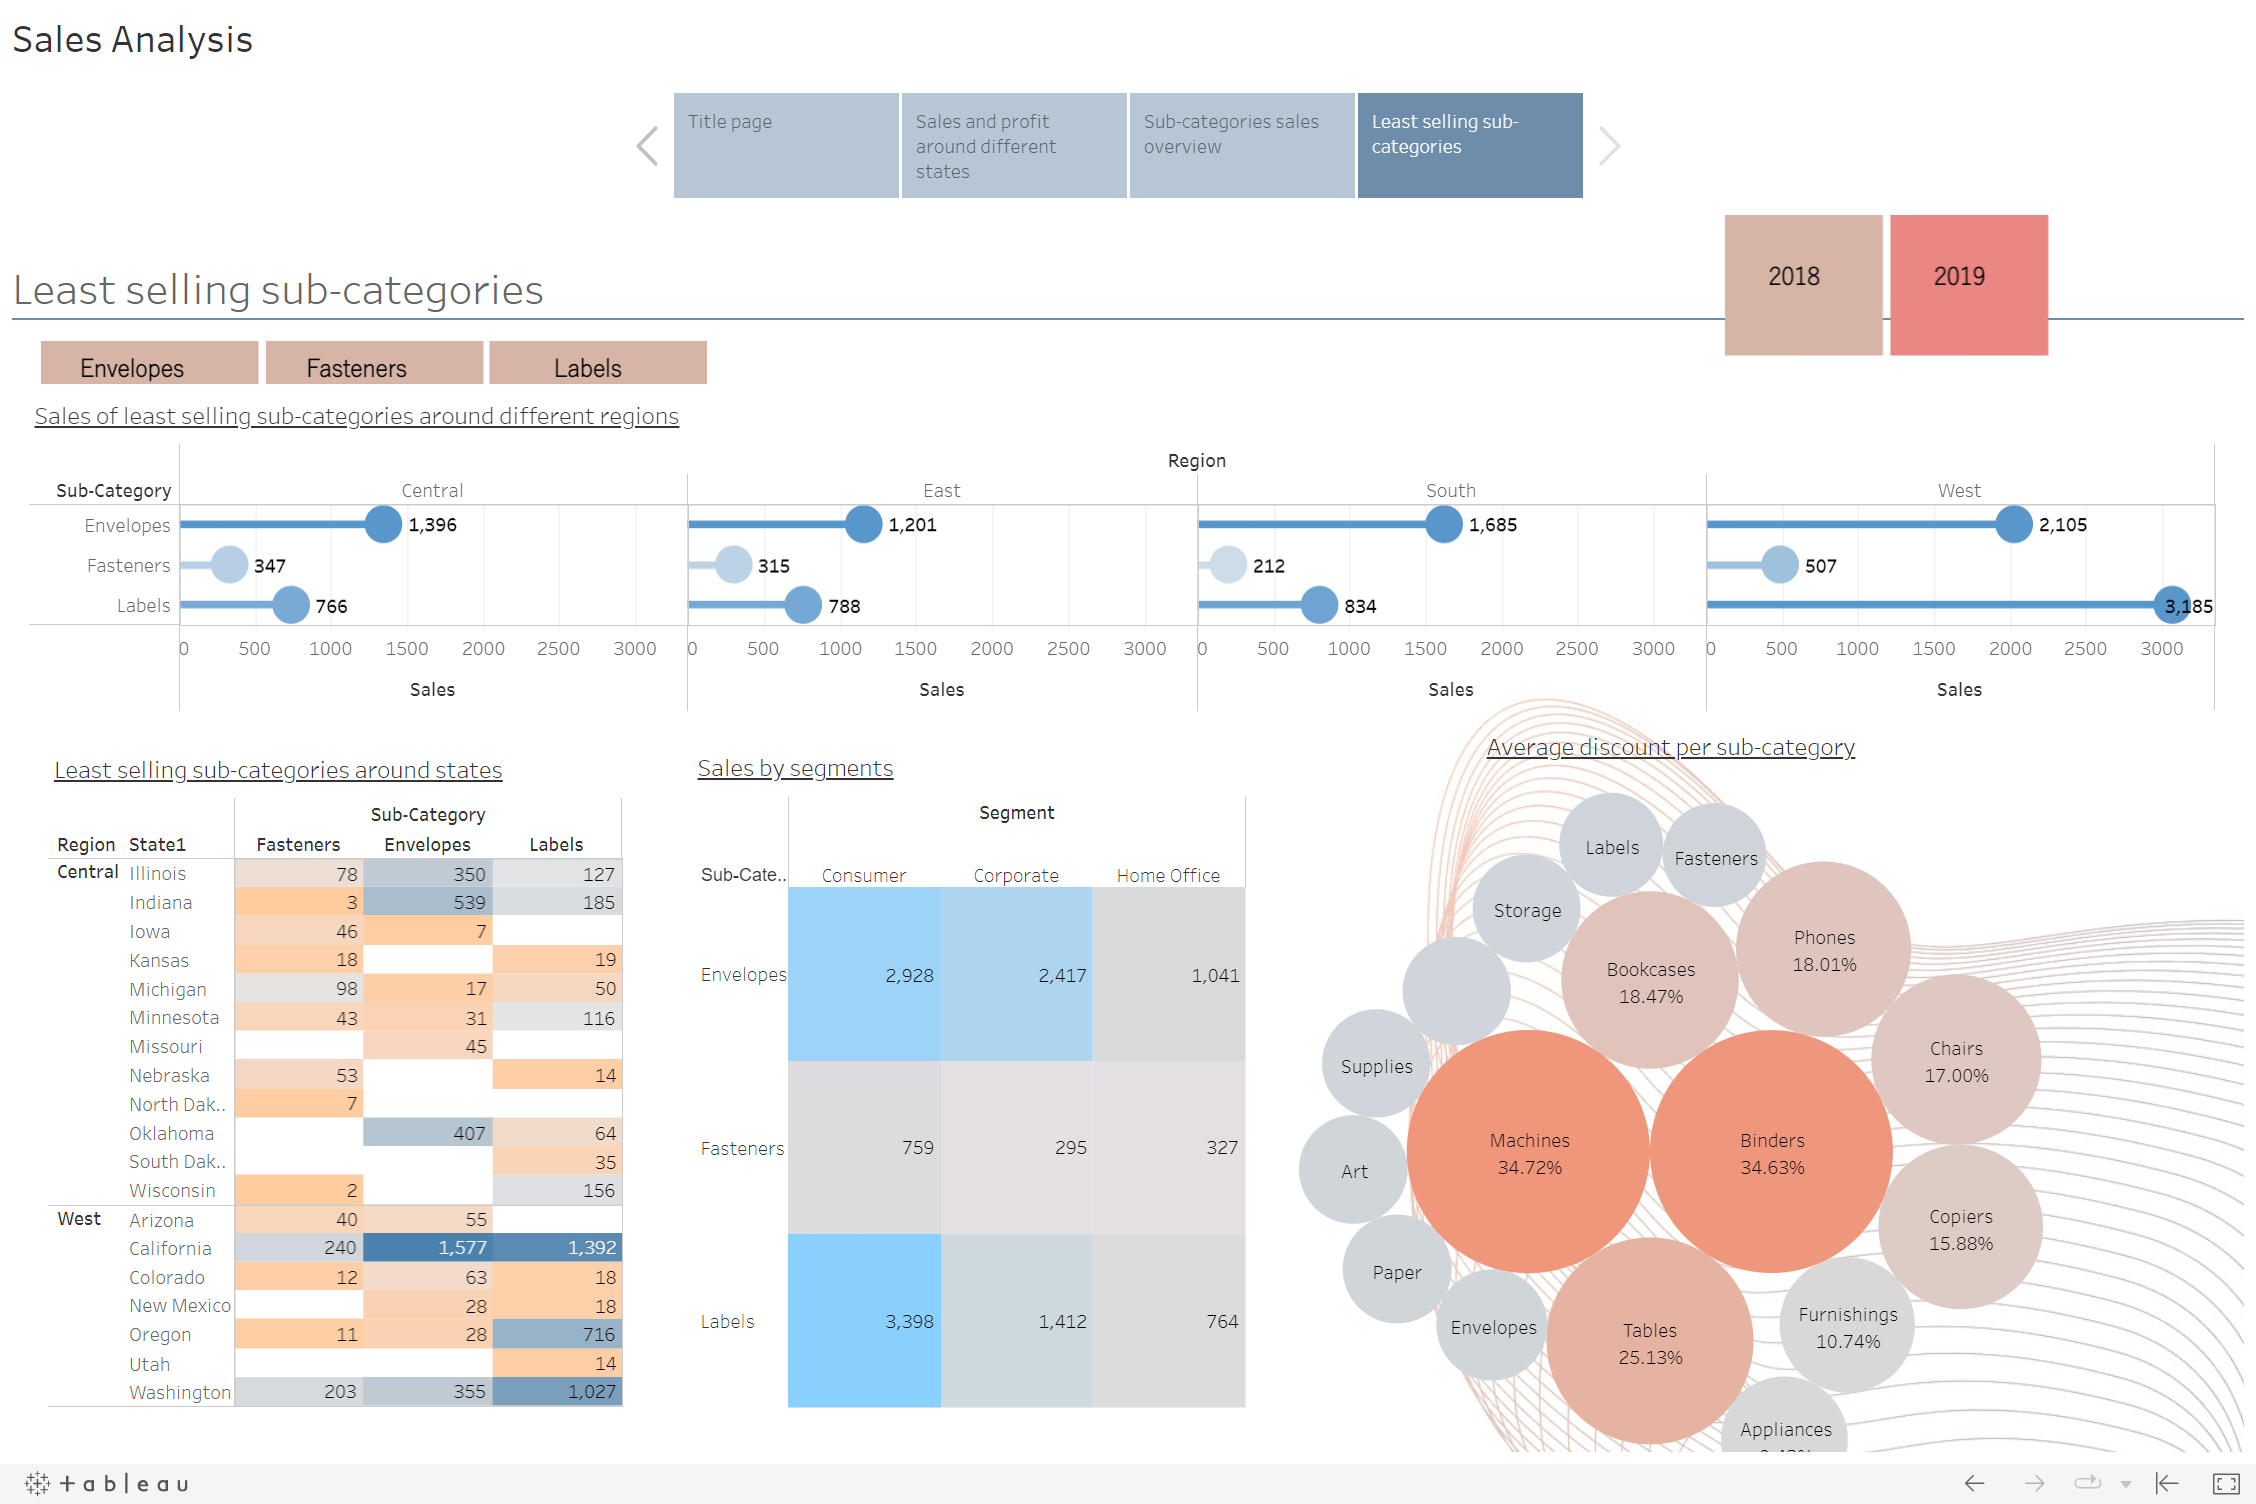 Sales Analysis
Title page
Sales and profit
around different
states
Sub-categories sales
overview
Least selling sub-
categories
2018
2019
Least selling sub-categories
Envelopes
Fasteners
Labels
Sales of least selling sub-categories around different regions
Region
Sub-Category
Central
East
South
West
Envelopes
1,396
1,201
1,685
2,105
Fasteners
347
315
212
507
Labels
766
788
834
3,185
0 500 1000 1500 2000 2500 3000
0 500 1000 1500 2000 2500 3000
0 500 1000 1500 2000 2500 3000
0 500 1000 1500 2000 2500 3000
Sales
Sales
Sales
Sales
Least selling sub-categories around states
Sub-Category
Region State1 Fasteners Envelopes Labels
Central Illinois 78 350 127
Indiana 3 539 185
Iowa 46 7
Kansas 18 19
Michigan 98 17 50
Minnesota 43 31 116
Missouri 45
Nebraska 53 14
North Dak.. 7
Oklahoma 407 64
South Dak.. 35
Wisconsin 2 156
West Arizona 40 55
California 240 1,577 1,392
Colorado 12 63 18
New Mexico 28 18
Oregon 11 28 716
Utah 14
Washington 203 355 1,027
Sales by segments
Segment
Sub-Cate.. Consumer Corporate Home Office
Envelopes 2,928 2,417 1,041
Fasteners 759 295 327
Labels 3,398 1,412 764
Average discount per sub-category
Labels
Fasteners
Storage
Phones
18.01%
Bookcases
18.47%
Chairs
17.00%
Supplies
Machines
34.72%
Binders
34.63%
Art
Copiers
15.88%
Paper
Envelopes
Tables
25.13%
Furnishings
10.74%
Appliances
tableau